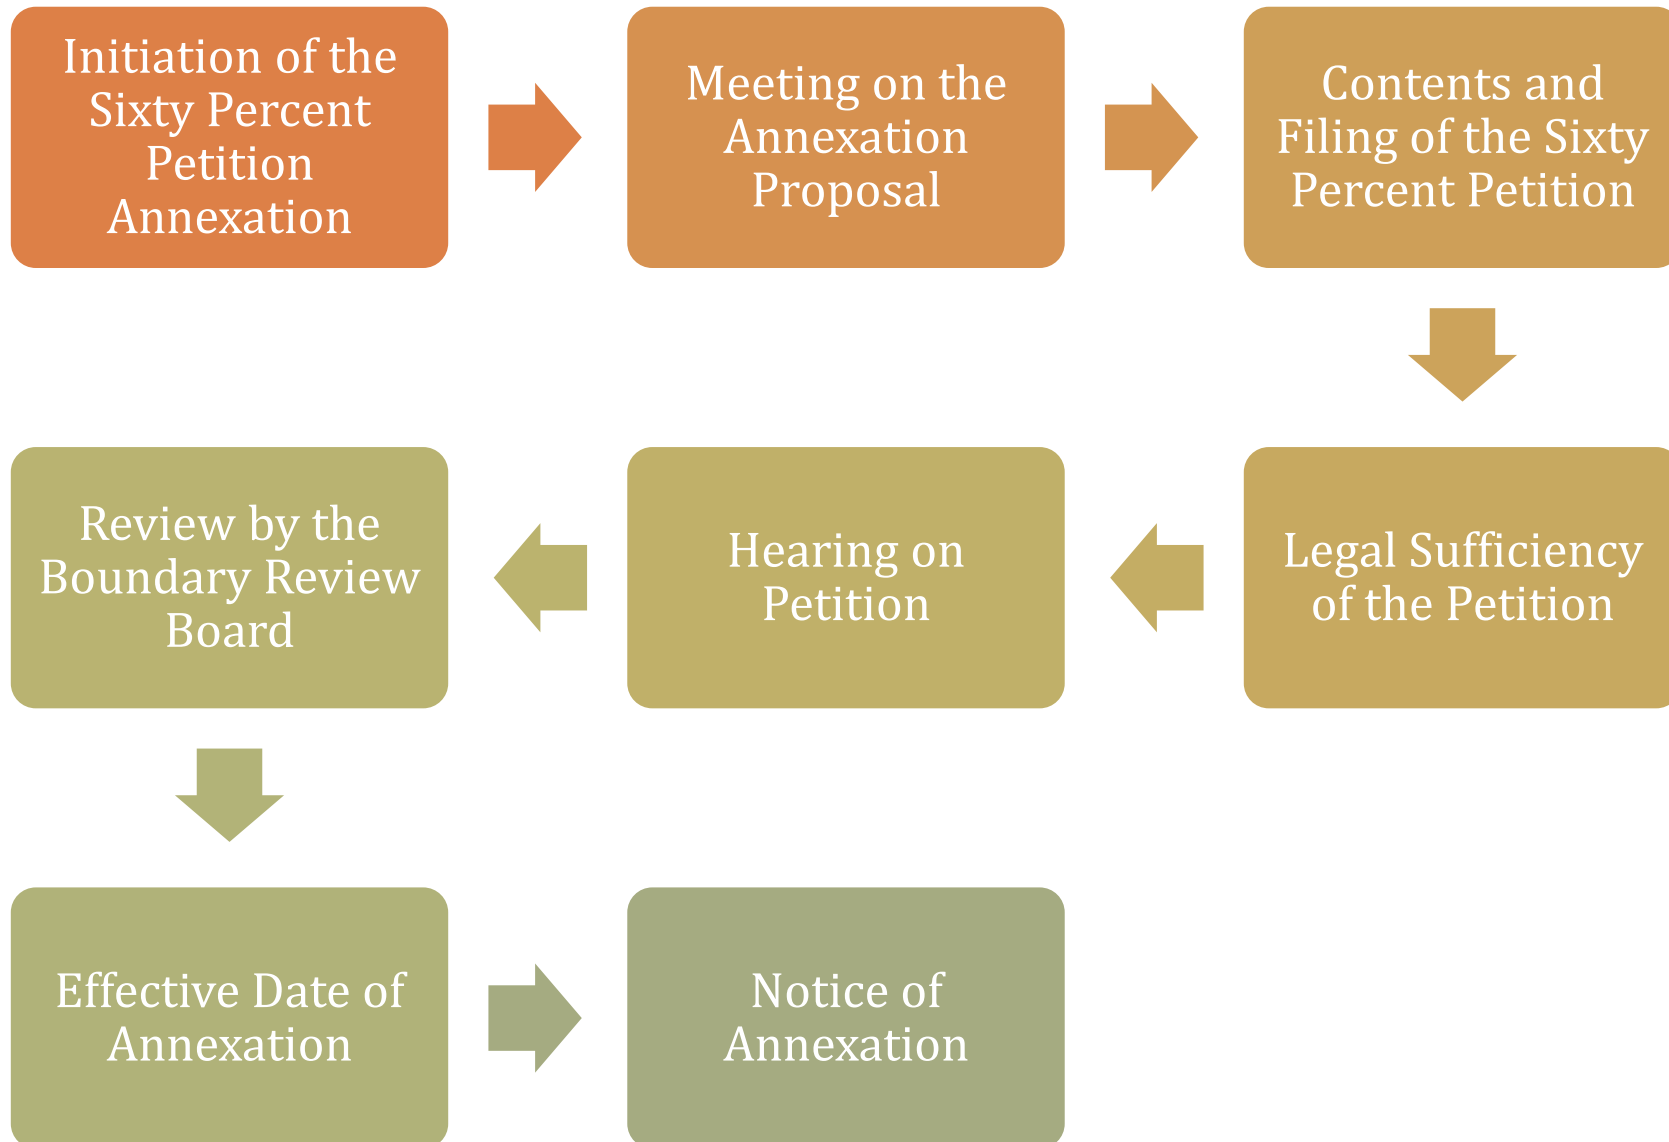 Initiation of the
Sixty Percent
Petition
Annexation
Meeting on the
Annexation
Proposal
Contents and
Filing of the Sixty
Percent Petition
Legal Sufficiency
of the Petition
Hearing on
Petition
Review by the
Boundary Review
Board
Effective Date of
Annexation
Notice of
Annexation